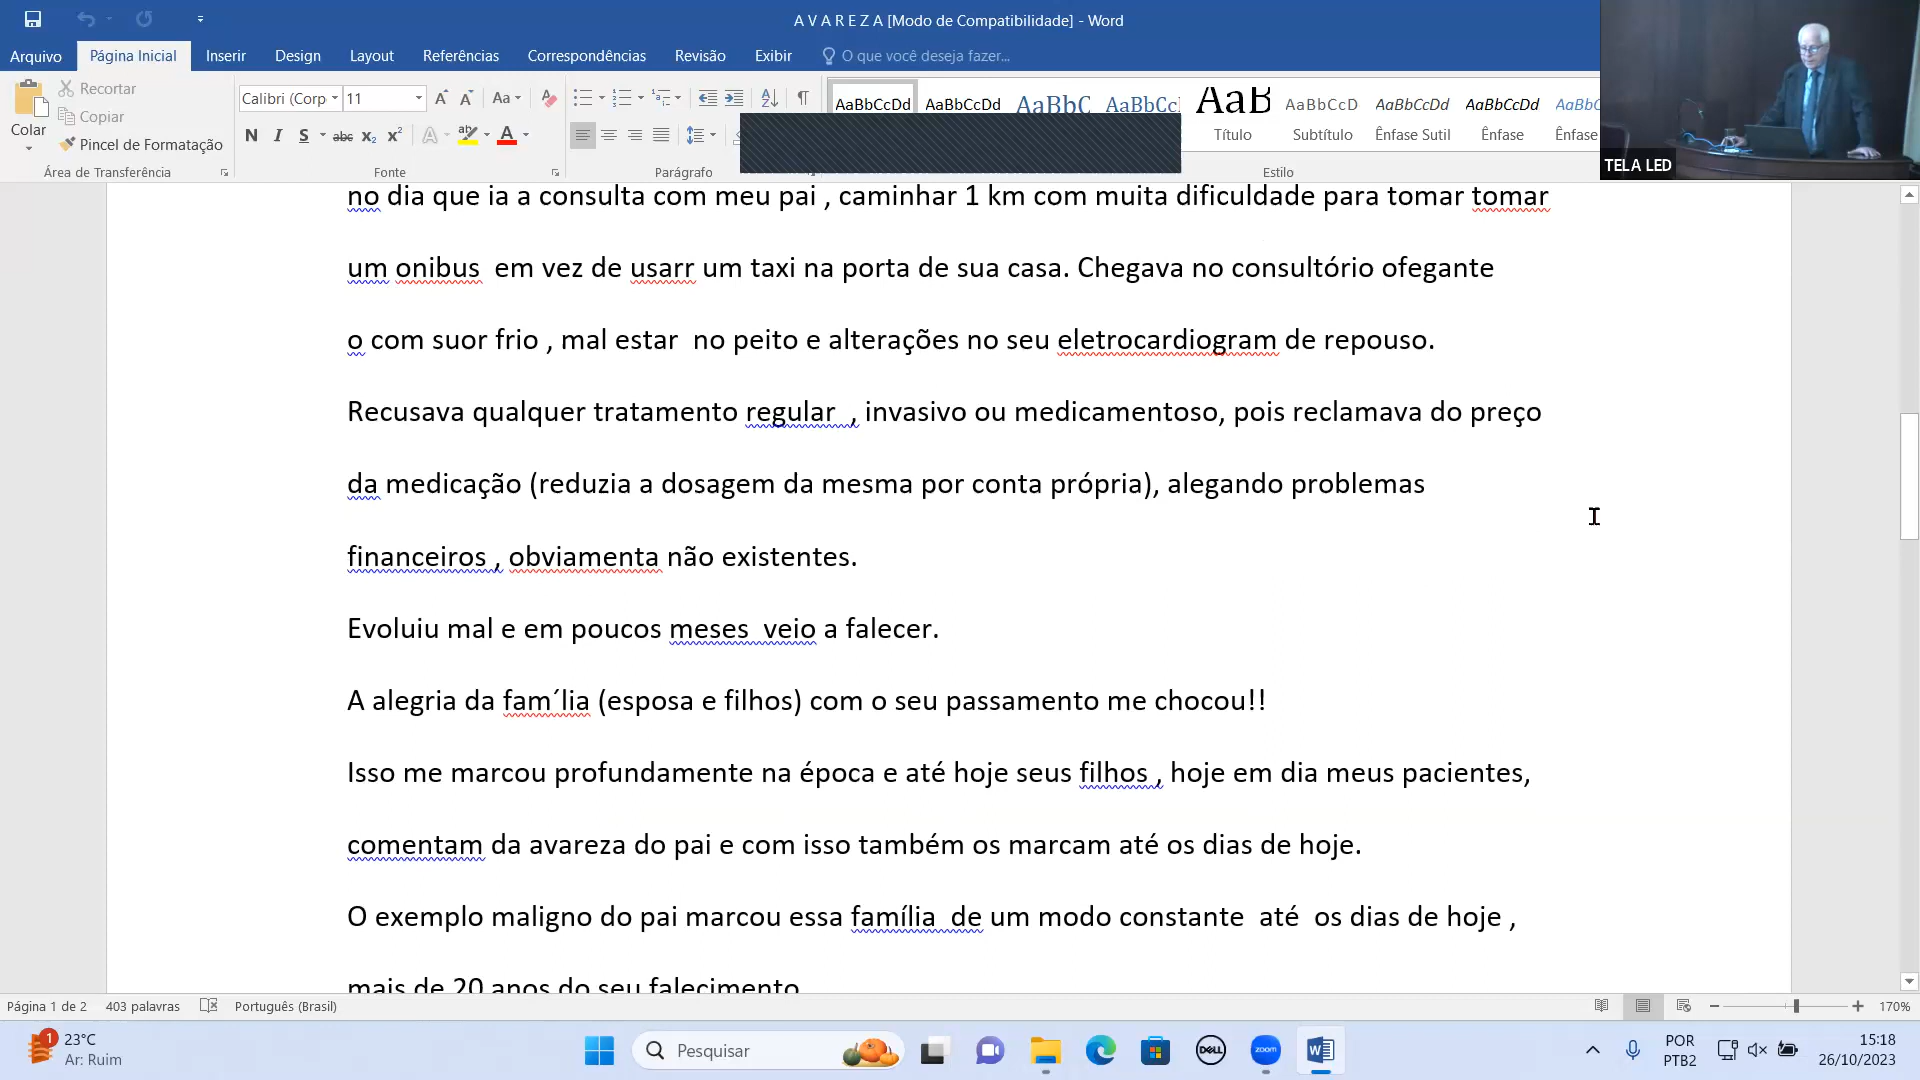 A V A R E Z A [Modo de Compatibilidade] - Word
Arquivo Página Inicial Inserir Design Layout Referências Correspondências Revisão Exibir O que você deseja fazer...
Colar
Recortar
Copiar
Pincel de Formatação
Área de Transferência
Calibri (Corp 11
N I S abc x₂ x²
Fonte
Parágrafo
AaBbCcDd AaBbCcDd AaBbC AaBbCc AaB AaBbCcD AaBbCcDd AaBbCcDd AaBbC
Título Subtítulo Ênfase Sutil Ênfase Ênfase
Estilo
TELA LED
no dia que ia a consulta com meu pai , caminhar 1 km com muita dificuldade para tomar tomar
um onibus  em vez de usarr um taxi na porta de sua casa. Chegava no consultório ofegante
o com suor frio , mal estar  no peito e alterações no seu eletrocardiogram de repouso.
Recusava qualquer tratamento regular  , invasivo ou medicamentoso, pois reclamava do preço
da medicação (reduzia a dosagem da mesma por conta própria), alegando problemas
financeiros , obviamenta não existentes.
Evoluiu mal e em poucos meses  veio a falecer.
A alegria da fam´lia (esposa e filhos) com o seu passamento me chocou!!
Isso me marcou profundamente na época e até hoje seus filhos , hoje em dia meus pacientes,
comentam da avareza do pai e com isso também os marcam até os dias de hoje.
O exemplo maligno do pai marcou essa família  de um modo constante  até  os dias de hoje ,
mais de 20 anos do seu falecimento
Página 1 de 2 403 palavras Português (Brasil) 170%
1 23°C
Ar: Ruim
Pesquisar
DELL
zoom
POR
PTB2
15:18
26/10/2023